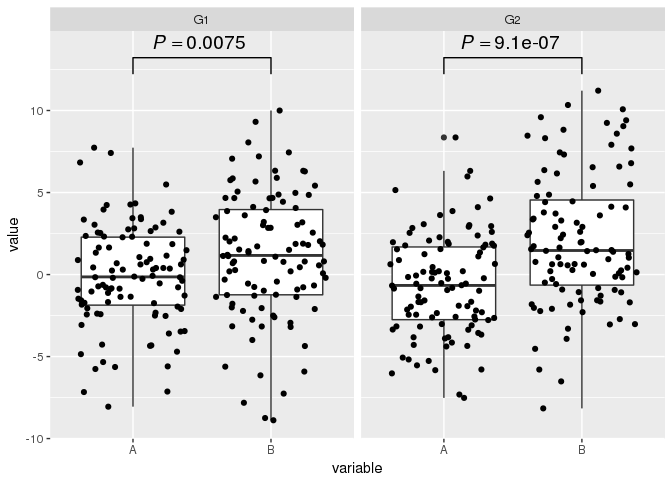 G1
G2
P = 0.0075
P = 9.1e-07
value
10
5
0
-5
-10
A
B
A
B
variable